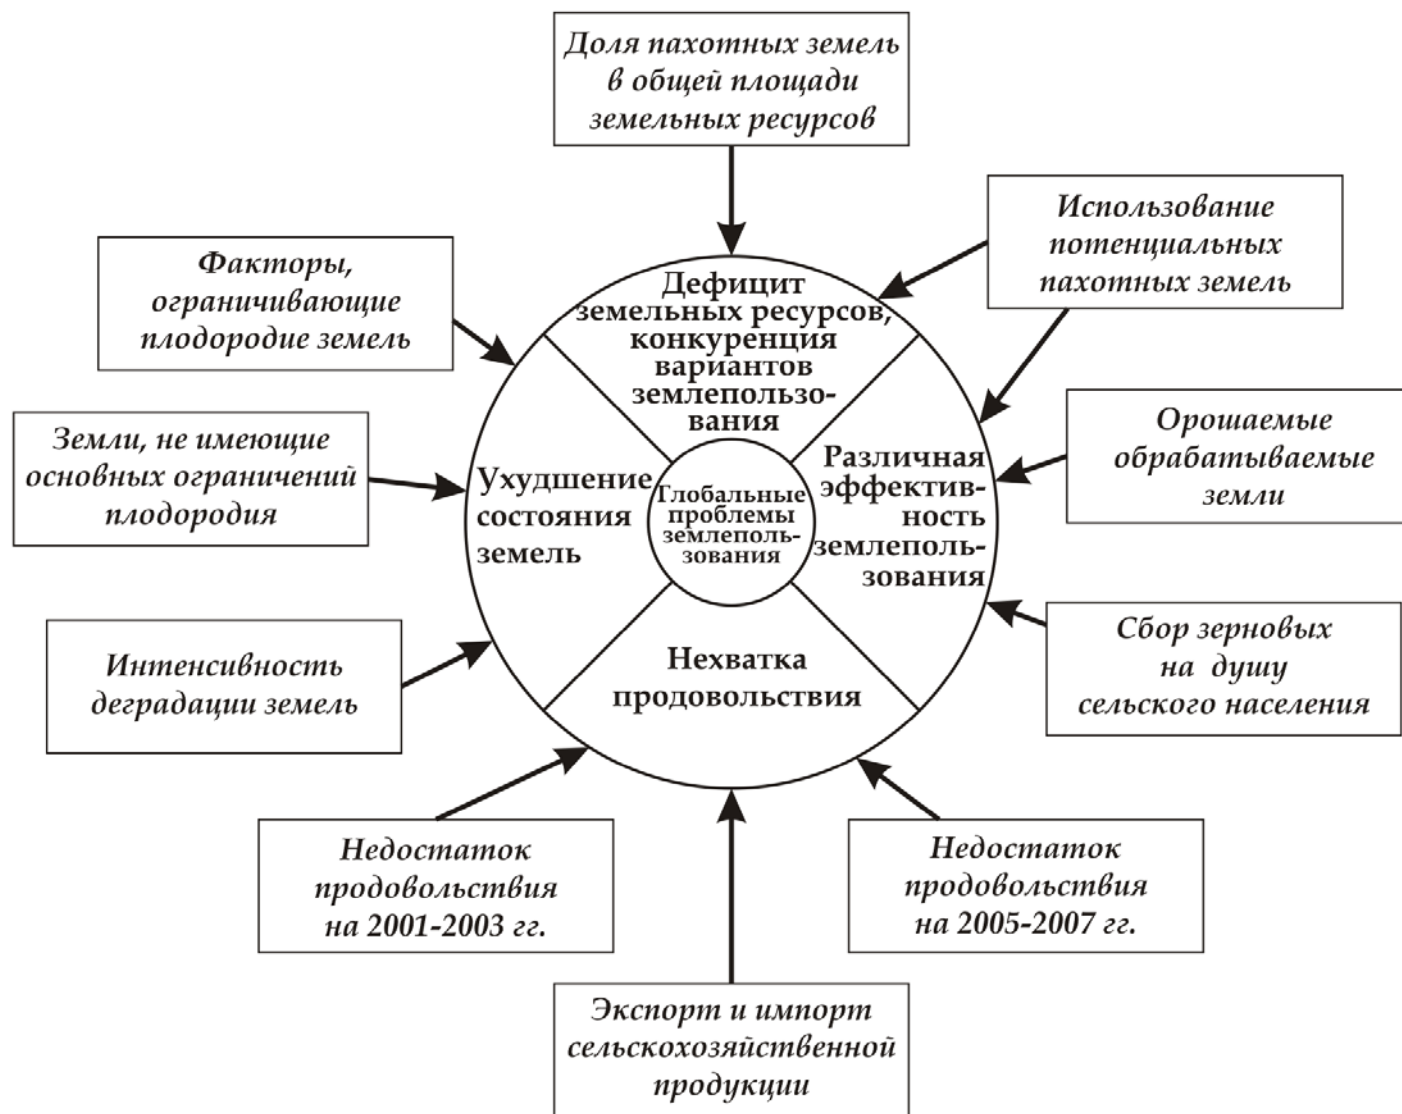 Доля пахотных земель
в общей площади
земельных ресурсов
Использование
потенциальных
пахотных земель
Факторы,
ограничивающие
плодородие земель
Дефицит
земельных ресурсов,
конкуренция
вариантов
землепользо-
вания
Земли, не имеющие
основных ограничений
плодородия
Ухудшение
состояния
земель
Глобальные
проблемы
землеполь-
зования
Различная
эффектив-
ность
землеполь-
зования
Орошаемые
обрабатываемые
земли
Интенсивность
деградации земель
Нехватка
продовольствия
Сбор зерновых
на душу
сельского населения
Недостаток
продовольствия
на 2001-2003 гг.
Недостаток
продовольствия
на 2005-2007 гг.
Экспорт и импорт
сельскохозяйственной
продукции